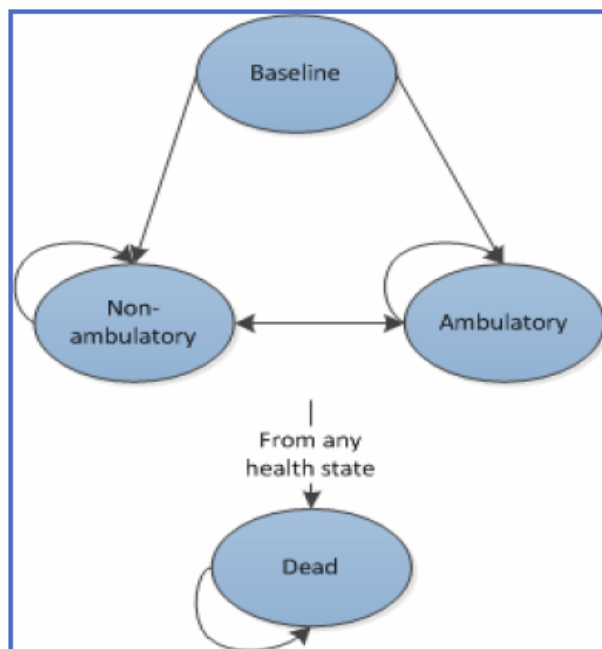 Baseline
Non-
ambulatory
Ambulatory
From any
health state
Dead